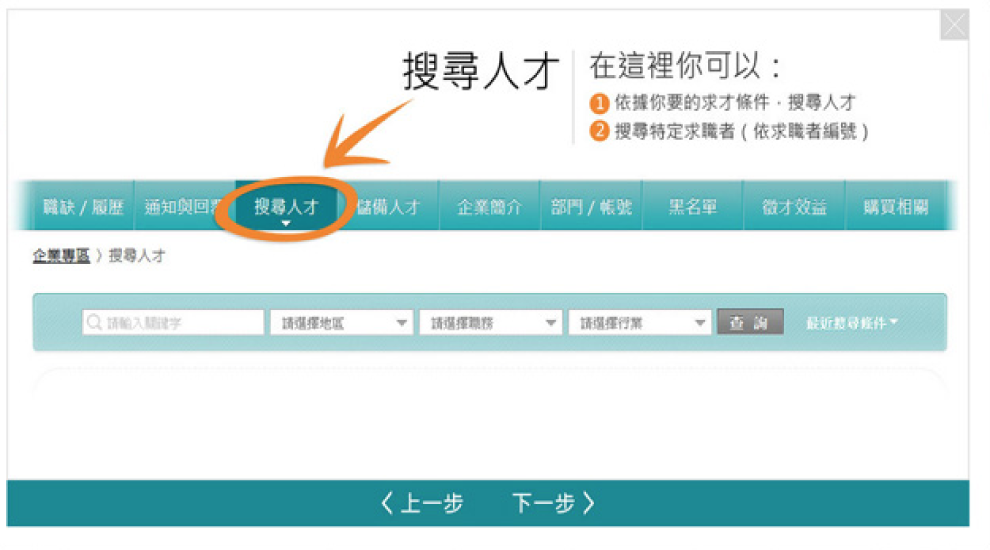 搜尋人才
在這裡你可以：
1 依據你要的求才條件，搜尋人才
2 搜尋特定求職者（依求職者編號）
職缺 / 履歷 通知與回 搜尋人才 儲備人才 企業簡介 部門 / 帳號 黑名單 徵才效益 購買相關
企業專區 〉搜尋人才
請輸入關鍵字 請選擇地區 請選擇職務 請選擇行業 查 詢 最近搜尋條件
〈 上一步 下一步 〉